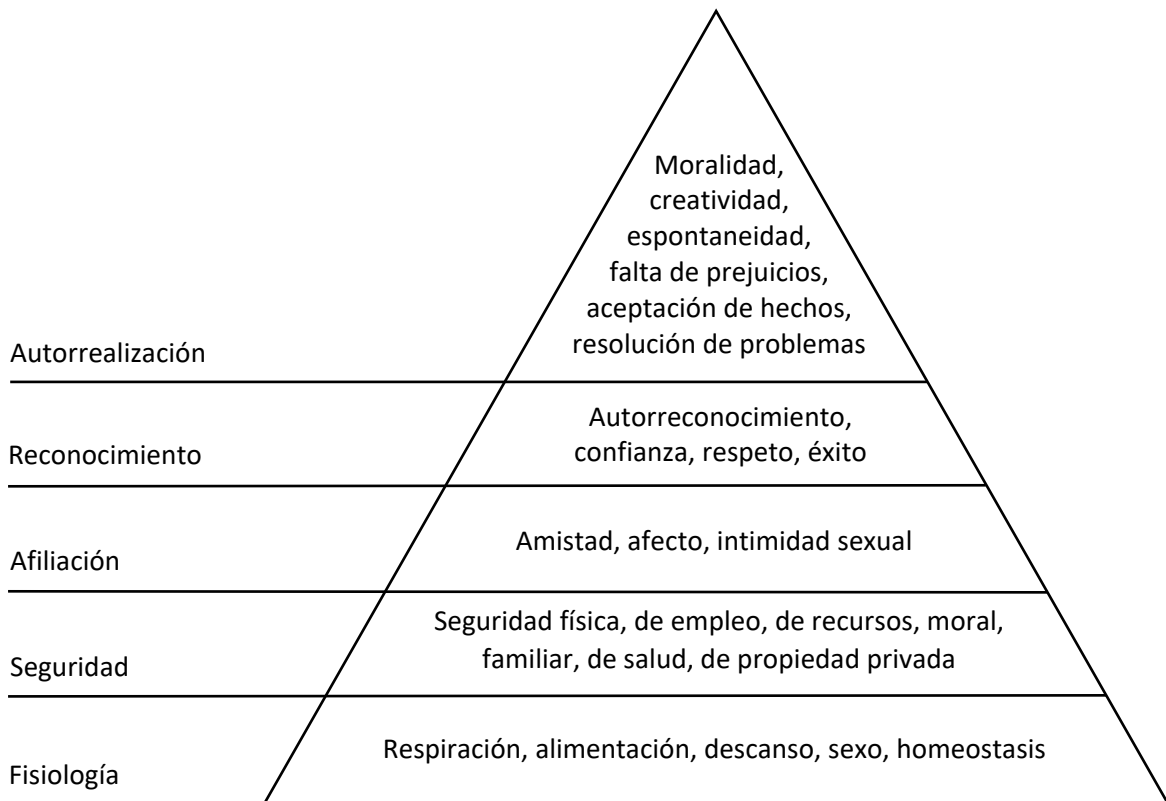 Moralidad,
creatividad,
espontaneidad,
falta de prejuicios,
aceptación de hechos,
resolución de problemas
Autorrealización
Autorreconocimiento,
confianza, respeto, éxito
Reconocimiento
Amistad, afecto, intimidad sexual
Afiliación
Seguridad física, de empleo, de recursos, moral,
familiar, de salud, de propiedad privada
Seguridad
Respiración, alimentación, descanso, sexo, homeostasis
Fisiología